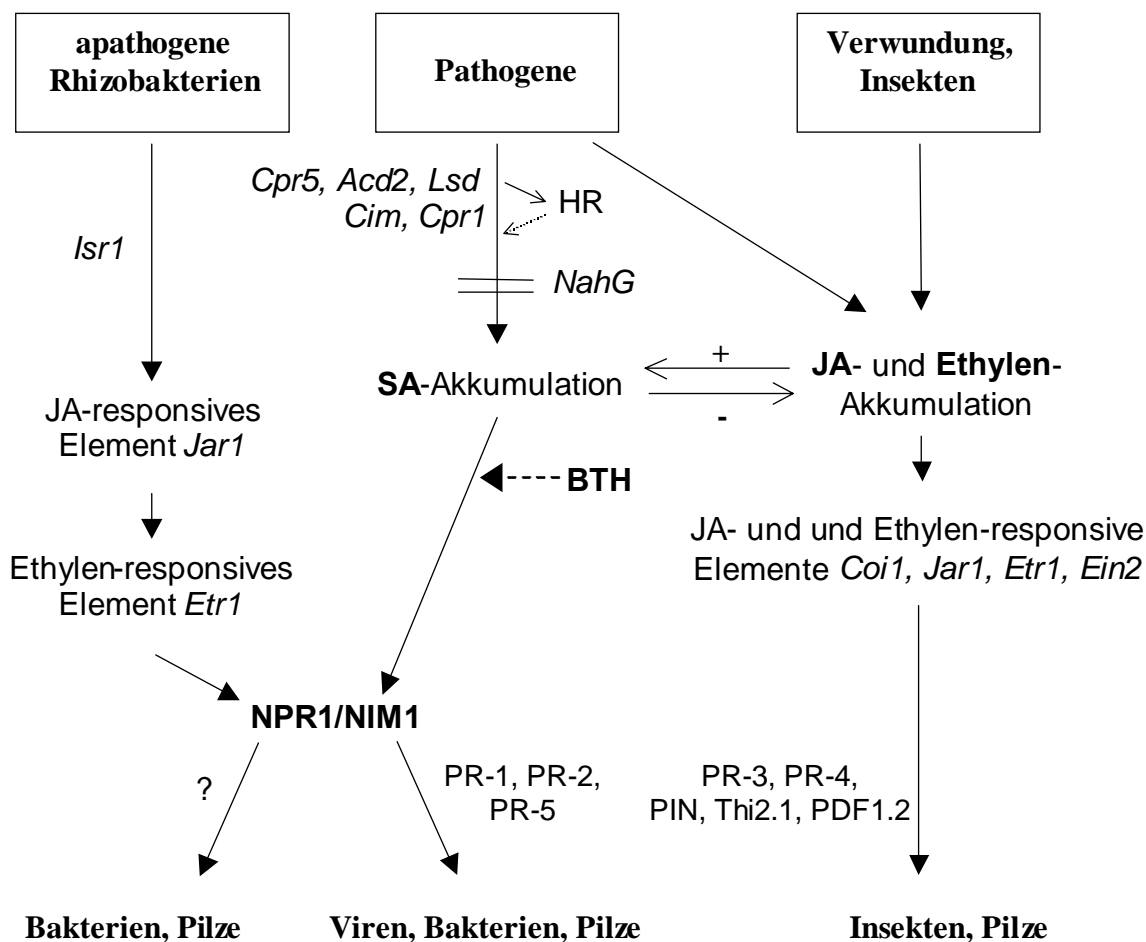 apathogene
Rhizobakterien
Pathogene
Verwundung,
Insekten
Cpr5, Acd2, Lsd
Cim, Cpr1
HR
Isr1
NahG
SA-Akkumulation
+
-
JA- und Ethylen-
Akkumulation
JA-responsives
Element Jar1
BTH
JA- und und Ethylen-responsive
Elemente Coi1, Jar1, Etr1, Ein2
Ethylen-responsives
Element Etr1
NPR1/NIM1
?
PR-1, PR-2,
PR-5
PR-3, PR-4,
PIN, Thi2.1, PDF1.2
Bakterien, Pilze
Viren, Bakterien, Pilze
Insekten, Pilze